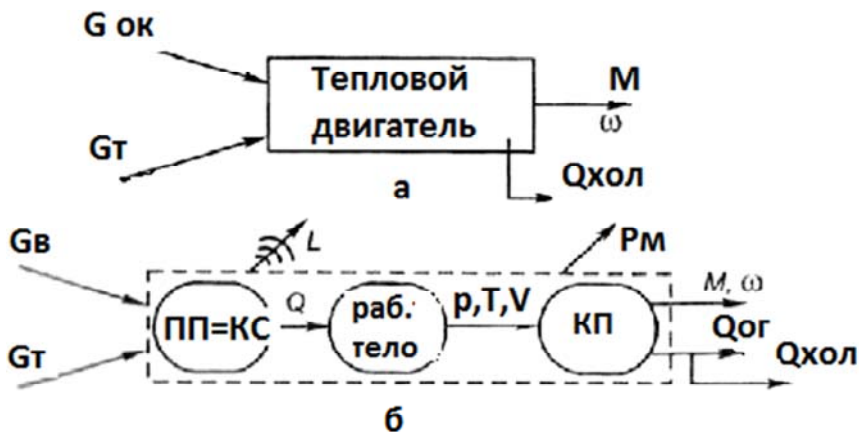 G ок
Тепловой
двигатель
M
ω
Gт
Qхол
а
Gв
L
Pм
ПП=КС
Q
раб.
тело
p,T,V
КП
M, ω
Qог
Qхол
Gт
б